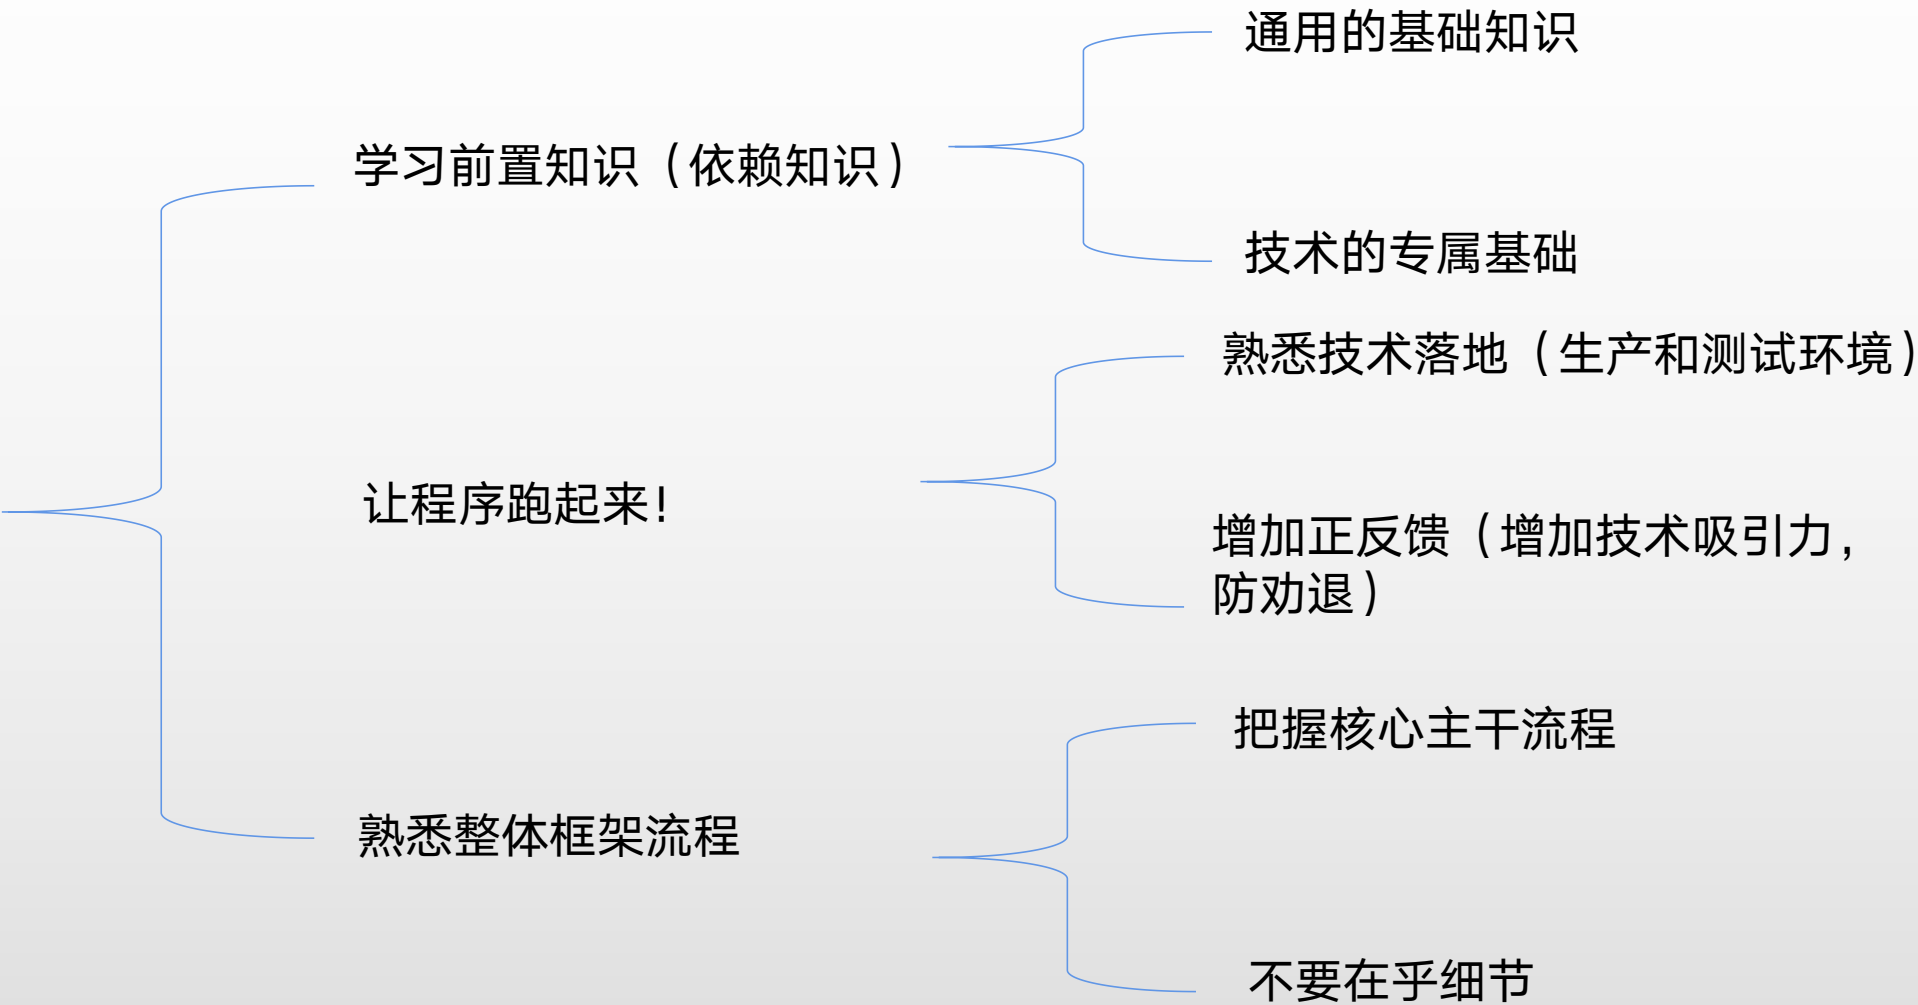 通用的基础知识
学习前置知识（依赖知识）
技术的专属基础
熟悉技术落地（生产和测试环境）
让程序跑起来！
增加正反馈（增加技术吸引力，
防劝退）
把握核心主干流程
熟悉整体框架流程
不要在乎细节